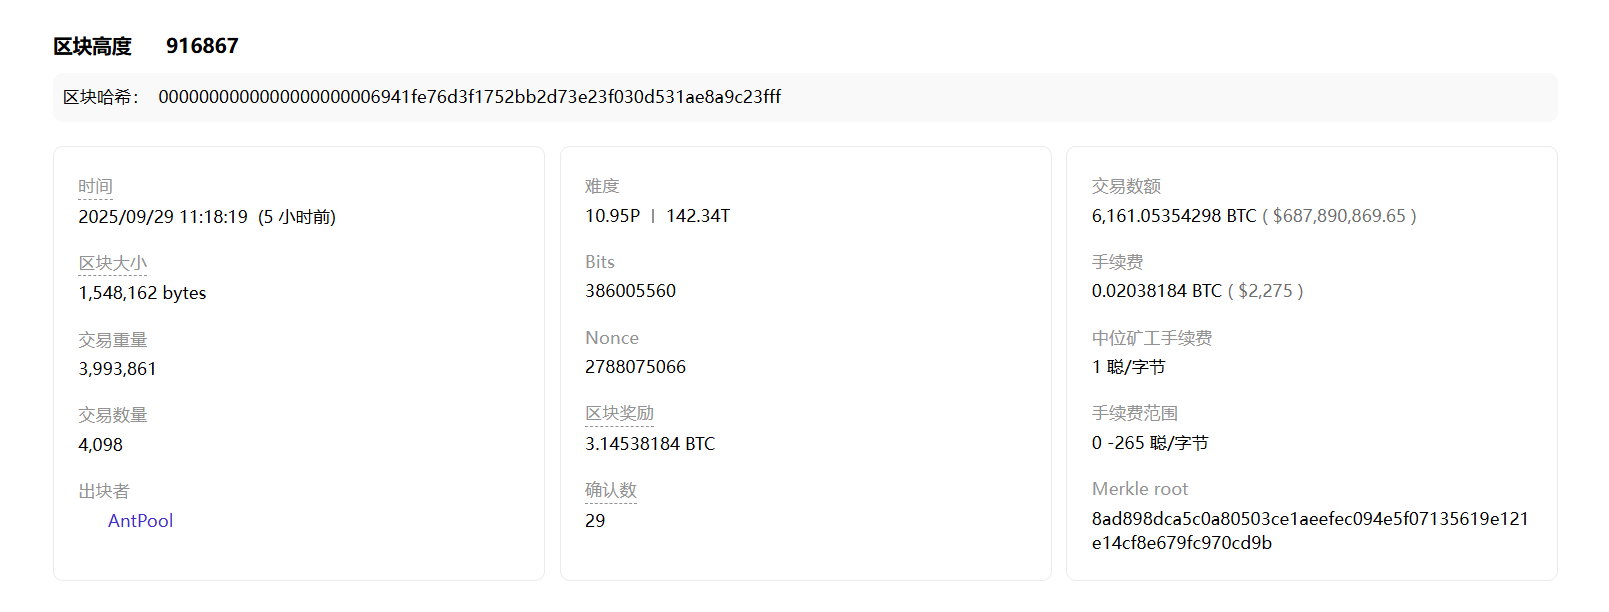 区块高度 916867
区块哈希： 00000000000000000000006941fe76d3f1752bb2d73e23f030d531ae8a9c23fff
时间
2025/09/29 11:18:19 (5 小时前)
区块大小
1,548,162 bytes
交易重量
3,993,861
交易数量
4,098
出块者
AntPool
难度
10.95P | 142.34T
Bits
386005560
Nonce
2788075066
区块奖励
3.14538184 BTC
确认数
29
交易数额
6,161.05354298 BTC ( $687,890,869.65 )
手续费
0.02038184 BTC ( $2,275 )
中位矿工手续费
1 聪/字节
手续费范围
0 -265 聪/字节
Merkle root
8ad898dca5c0a80503ce1aeefec094e5f07135619e121
e14cf8e679fc970cd9b